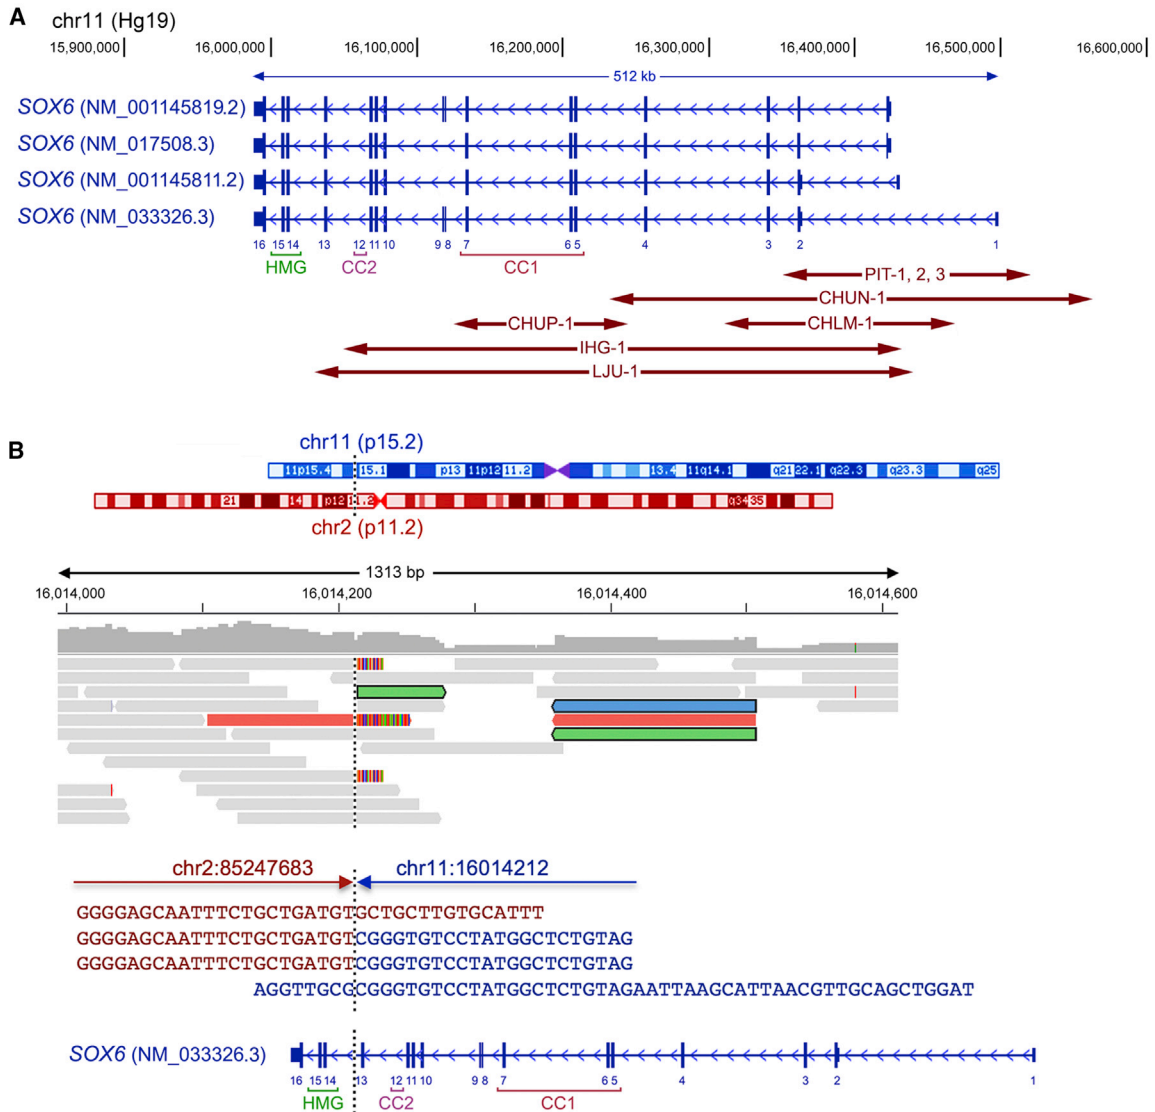 A
chr11 (Hg19)
15,900,000 16,000,000 16,100,000 16,200,000 16,300,000 16,400,000 16,500,000 16,600,000
512 kb
SOX6 (NM_001145819.2)
SOX6 (NM_017508.3)
SOX6 (NM_001145811.2)
SOX6 (NM_033326.3)
16 15 14 13 12 11 10 9 8 7 6 5 4 3 2 1
HMG CC2 CC1
PIT-1, 2, 3
CHUN-1
CHUP-1 CHLM-1
IHG-1
LJU-1
B
chr11 (p15.2)
11p15.4 15.1 p13 11p12 11.2 13.4 11q14.1 q21 22.1 q22.3 q23.3 q25
21 14 p12 11.2 q34 35
chr2 (p11.2)
1313 bp
16,014,000 16,014,200 16,014,400 16,014,600
chr2:85247683 chr11:16014212
GGGGAGCAATTTCTGCTGATGTGCTGCTTGTGCATTT
GGGGAGCAATTTCTGCTGATGTCGGGTGTCCTATGGCTCTGTAG
GGGGAGCAATTTCTGCTGATGTCGGGTGTCCTATGGCTCTGTAG
AGGTTGCGCGGGTGTCCTATGGCTCTGTAGAATTAAGCATTAACGTTGCAGCTGGAT
SOX6 (NM_033326.3)
16 15 14 13 12 11 10 9 8 7 6 5 4 3 2 1
HMG CC2 CC1